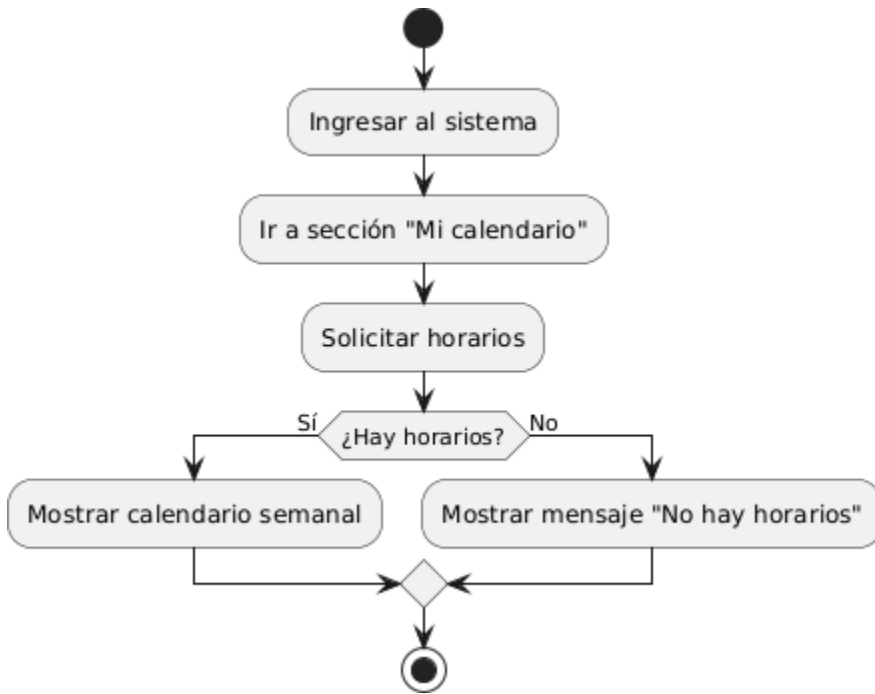 Ingresar al sistema
Ir a sección "Mi calendario"
Solicitar horarios
Sí
¿Hay horarios?
No
Mostrar calendario semanal
Mostrar mensaje "No hay horarios"